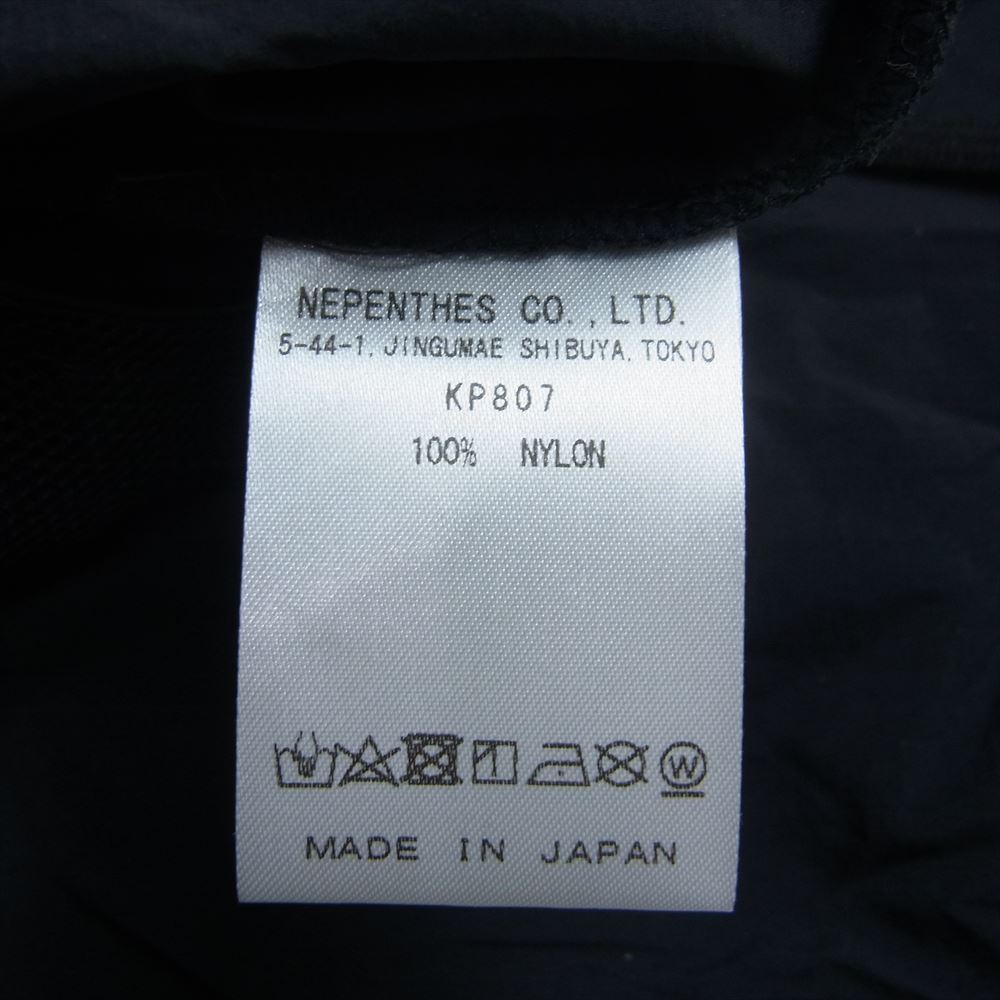 NEPENTHES CO.,LTD.
5-44-1, JINGUMAE SHIBUYA, TOKYO
KP807
100% NYLON
W
MADE IN JAPAN